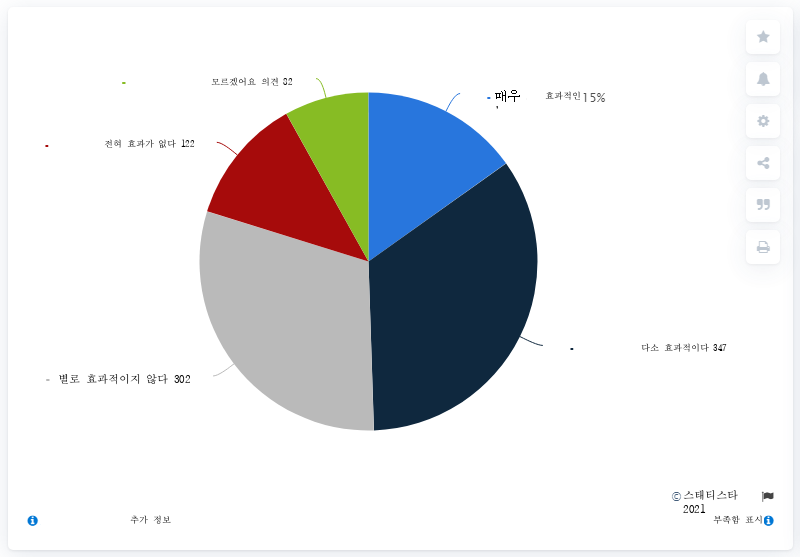 모르겠어요 의견 82
매우 효과적인 15%
전혀 효과가 없다 122
다소 효과적이다 347
별로 효과적이지 않다 302
© 스태티스타
2021
추가 정보
부족함 표시